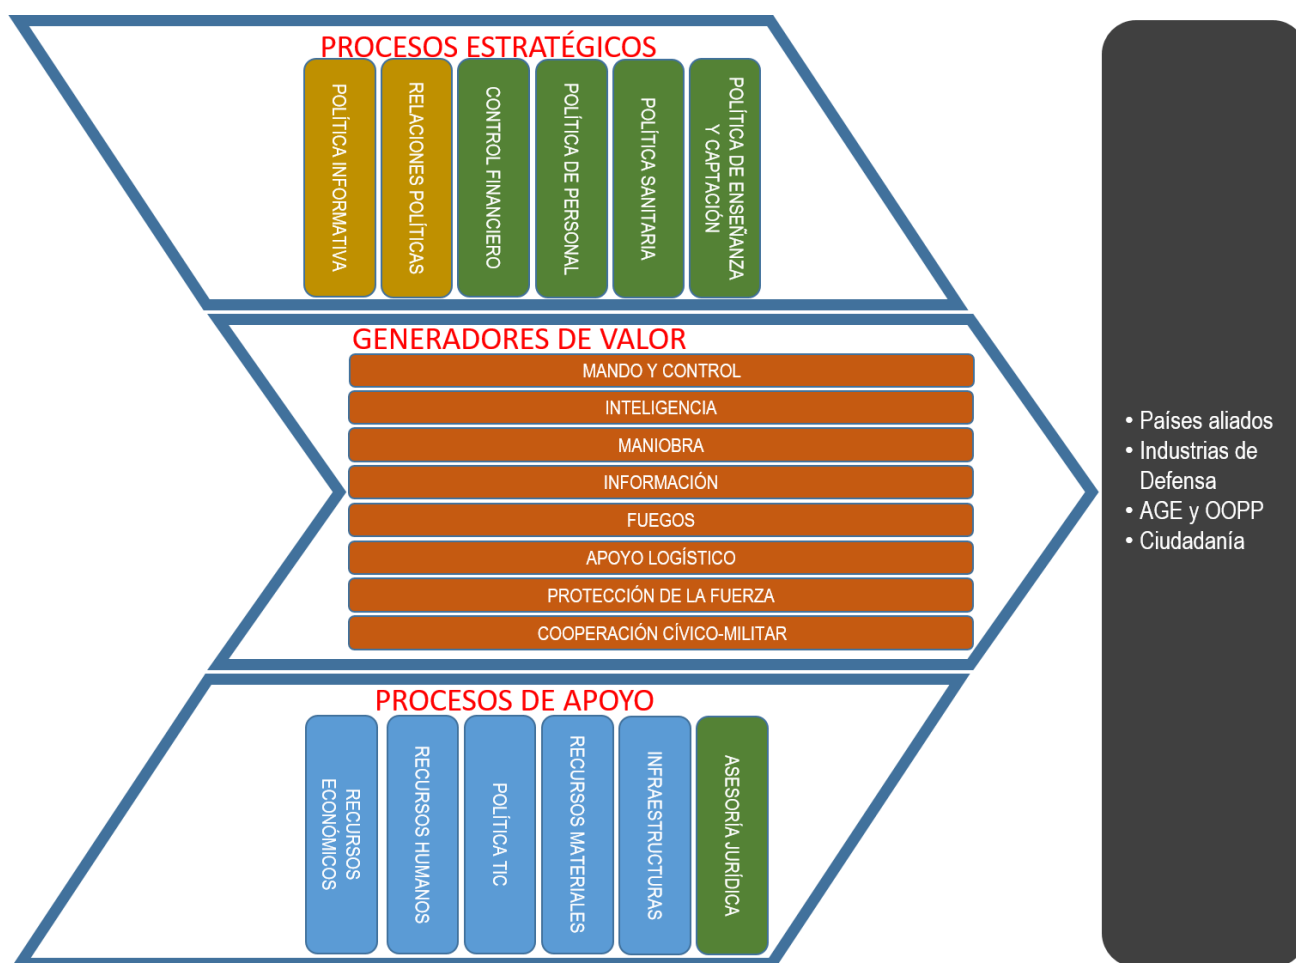 PROCESOS ESTRATÉGICOS
POLÍTICA INFORMATIVA
RELACIONES POLÍTICAS
CONTROL FINANCIERO
POLÍTICA DE PERSONAL
POLÍTICA SANITARIA
POLÍTICA DE ENSEÑANZA
Y CAPTACIÓN
GENERADORES DE VALOR
MANDO Y CONTROL
INTELIGENCIA
MANIOBRA
INFORMACIÓN
FUEGOS
APOYO LOGÍSTICO
PROTECCIÓN DE LA FUERZA
COOPERACIÓN CÍVICO-MILITAR
PROCESOS DE APOYO
RECURSOS
ECONÓMICOS
RECURSOS HUMANOS
POLÍTICA TIC
RECURSOS MATERIALES
INFRAESTRUCTURAS
ASESORÍA JURÍDICA
• Países aliados
• Industrias de
Defensa
• AGE y OOPP
• Ciudadanía